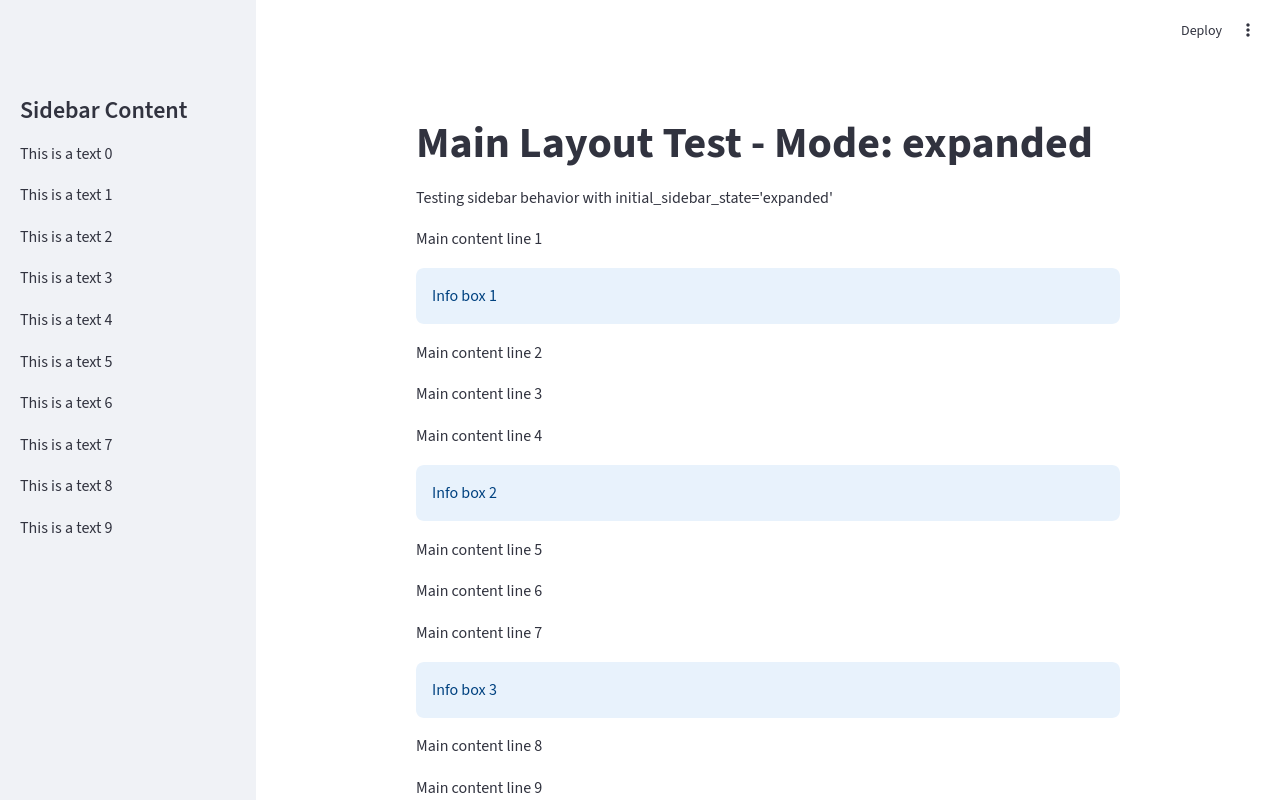 Deploy
Sidebar Content
This is a text 0
This is a text 1
This is a text 2
This is a text 3
This is a text 4
This is a text 5
This is a text 6
This is a text 7
This is a text 8
This is a text 9
Main Layout Test - Mode: expanded
Testing sidebar behavior with initial_sidebar_state='expanded'
Main content line 1
Info box 1
Main content line 2
Main content line 3
Main content line 4
Info box 2
Main content line 5
Main content line 6
Main content line 7
Info box 3
Main content line 8
Main content line 9